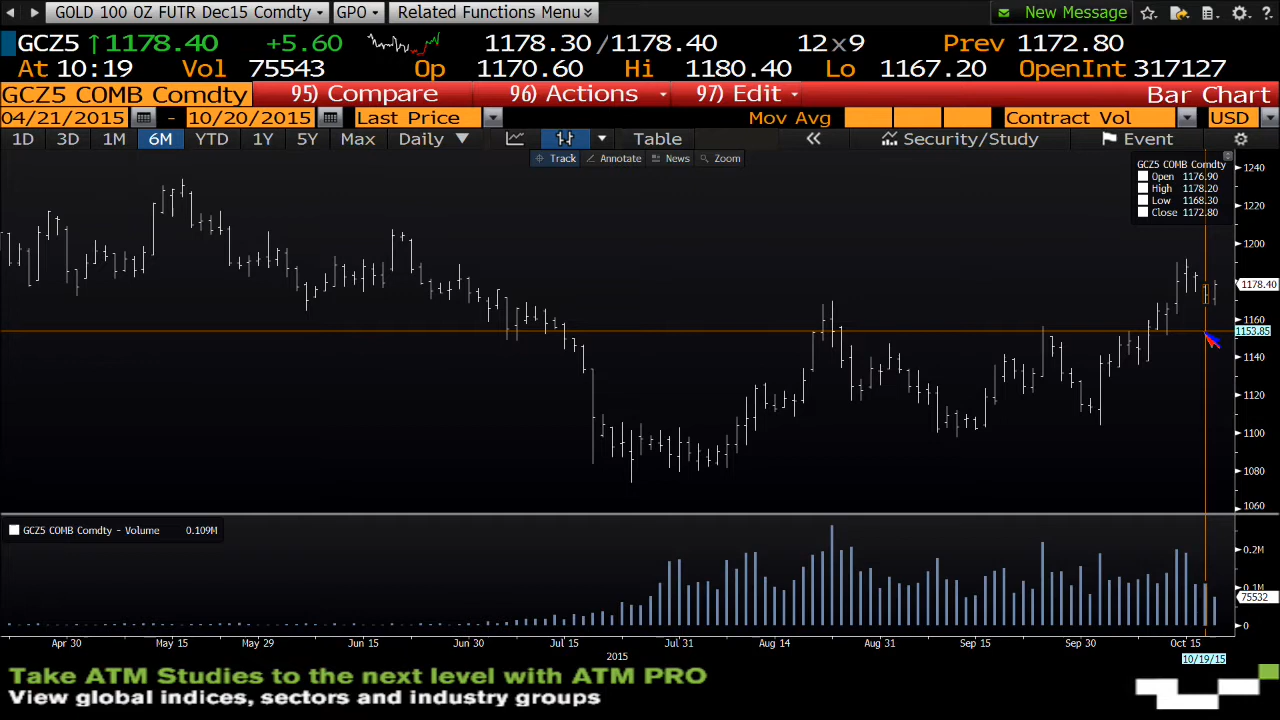 GOLD 100 OZ FUTR Dec15 Comdty GPO Related Functions Menu New Message
GCZ5 ↑1178.40 +5.60 1178.30/1178.40 12x9 Prev 1172.80
At 10:19 Vol 75543 Op 1170.60 Hi 1180.40 Lo 1167.20 OpenInt 317127
GCZ5 COMB Comdty 95) Compare 96) Actions 97) Edit Bar Chart
04/21/2015 - 10/20/2015 Last Price Mov Avg Contract Vol USD
1D 3D 1M 6M YTD 1Y 5Y Max Daily Table Security/Study Event
Track Annotate News Zoom
GCZ5 COMB Comdty
Open 1176.90
High 1178.20
Low 1168.30
Close 1172.80
1240
1220
1200
1178.40
1160
1153.85
1140
1120
1100
1080
1060
GCZ5 COMB Comdty - Volume 0.109M
0.2M
0.1M
75532
0
Apr 30 May 15 May 29 Jun 15 Jun 30 Jul 15 Jul 31 Aug 14 Aug 31 Sep 15 Sep 30 Oct 15
2015
10/19/15
Take ATM Studies to the next level with ATM PRO
View global indices, sectors and industry groups